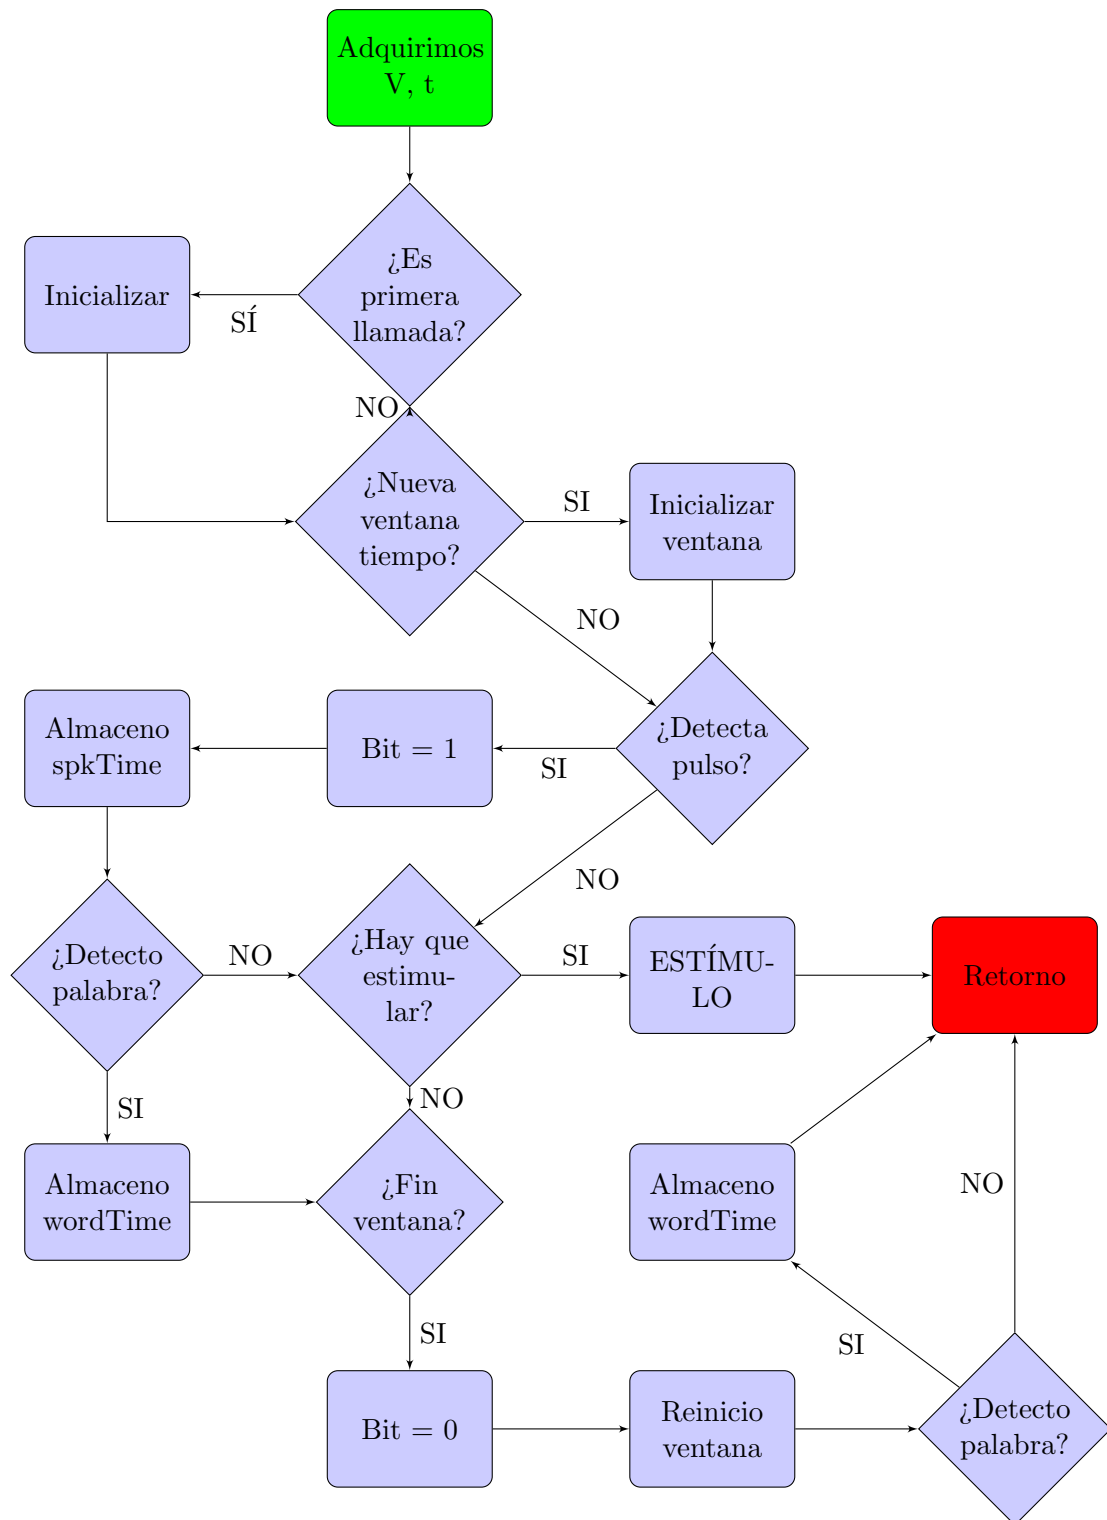 Adquirimos
V, t
¿Es
primera
llamada?
Inicializar
SÍ
NO
¿Nueva
ventana
tiempo?
SI
Inicializar
ventana
NO
Almaceno
spkTime
Bit = 1
SI
¿Detecta
pulso?
NO
¿Detecto
palabra?
NO
¿Hay que
estimu-
lar?
SI
ESTÍMU-
LO
Retorno
SI
NO
Almaceno
wordTime
¿Fin
ventana?
Almaceno
wordTime
NO
SI
SI
Bit = 0
Reinicio
ventana
¿Detecto
palabra?